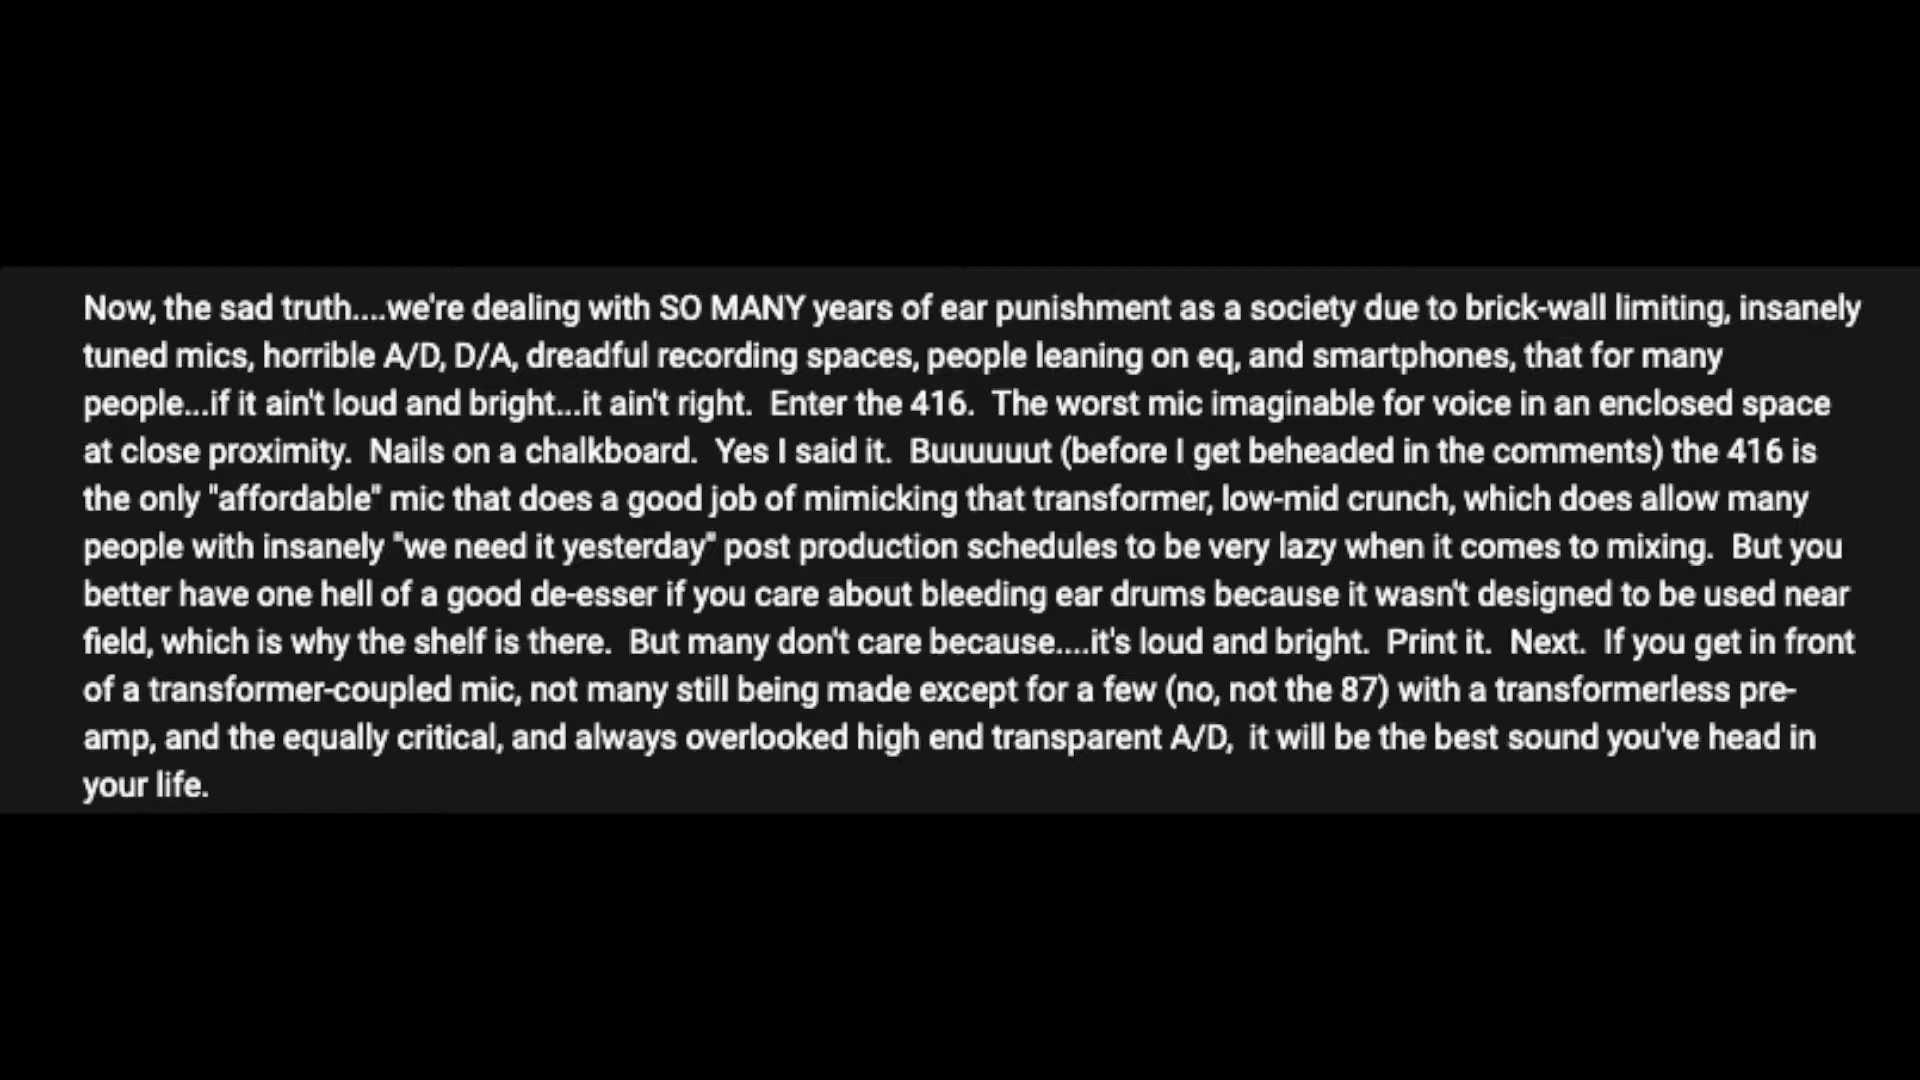 Now, the sad truth....we're dealing with SO MANY years of ear punishment as a society due to brick-wall limiting, insanely
tuned mics, horrible A/D, D/A, dreadful recording spaces, people leaning on eq, and smartphones, that for many
people...if it ain't loud and bright...it ain't right.  Enter the 416.  The worst mic imaginable for voice in an enclosed space
at close proximity.  Nails on a chalkboard.  Yes I said it.  Buuuuuut (before I get beheaded in the comments) the 416 is
the only "affordable" mic that does a good job of mimicking that transformer, low-mid crunch, which does allow many
people with insanely "we need it yesterday" post production schedules to be very lazy when it comes to mixing.  But you
better have one hell of a good de-esser if you care about bleeding ear drums because it wasn't designed to be used near
field, which is why the shelf is there.  But many don't care because....it's loud and bright.  Print it.  Next.  If you get in front
of a transformer-coupled mic, not many still being made except for a few (no, not the 87) with a transformerless pre-
amp, and the equally critical, and always overlooked high end transparent A/D,  it will be the best sound you've head in
your life.